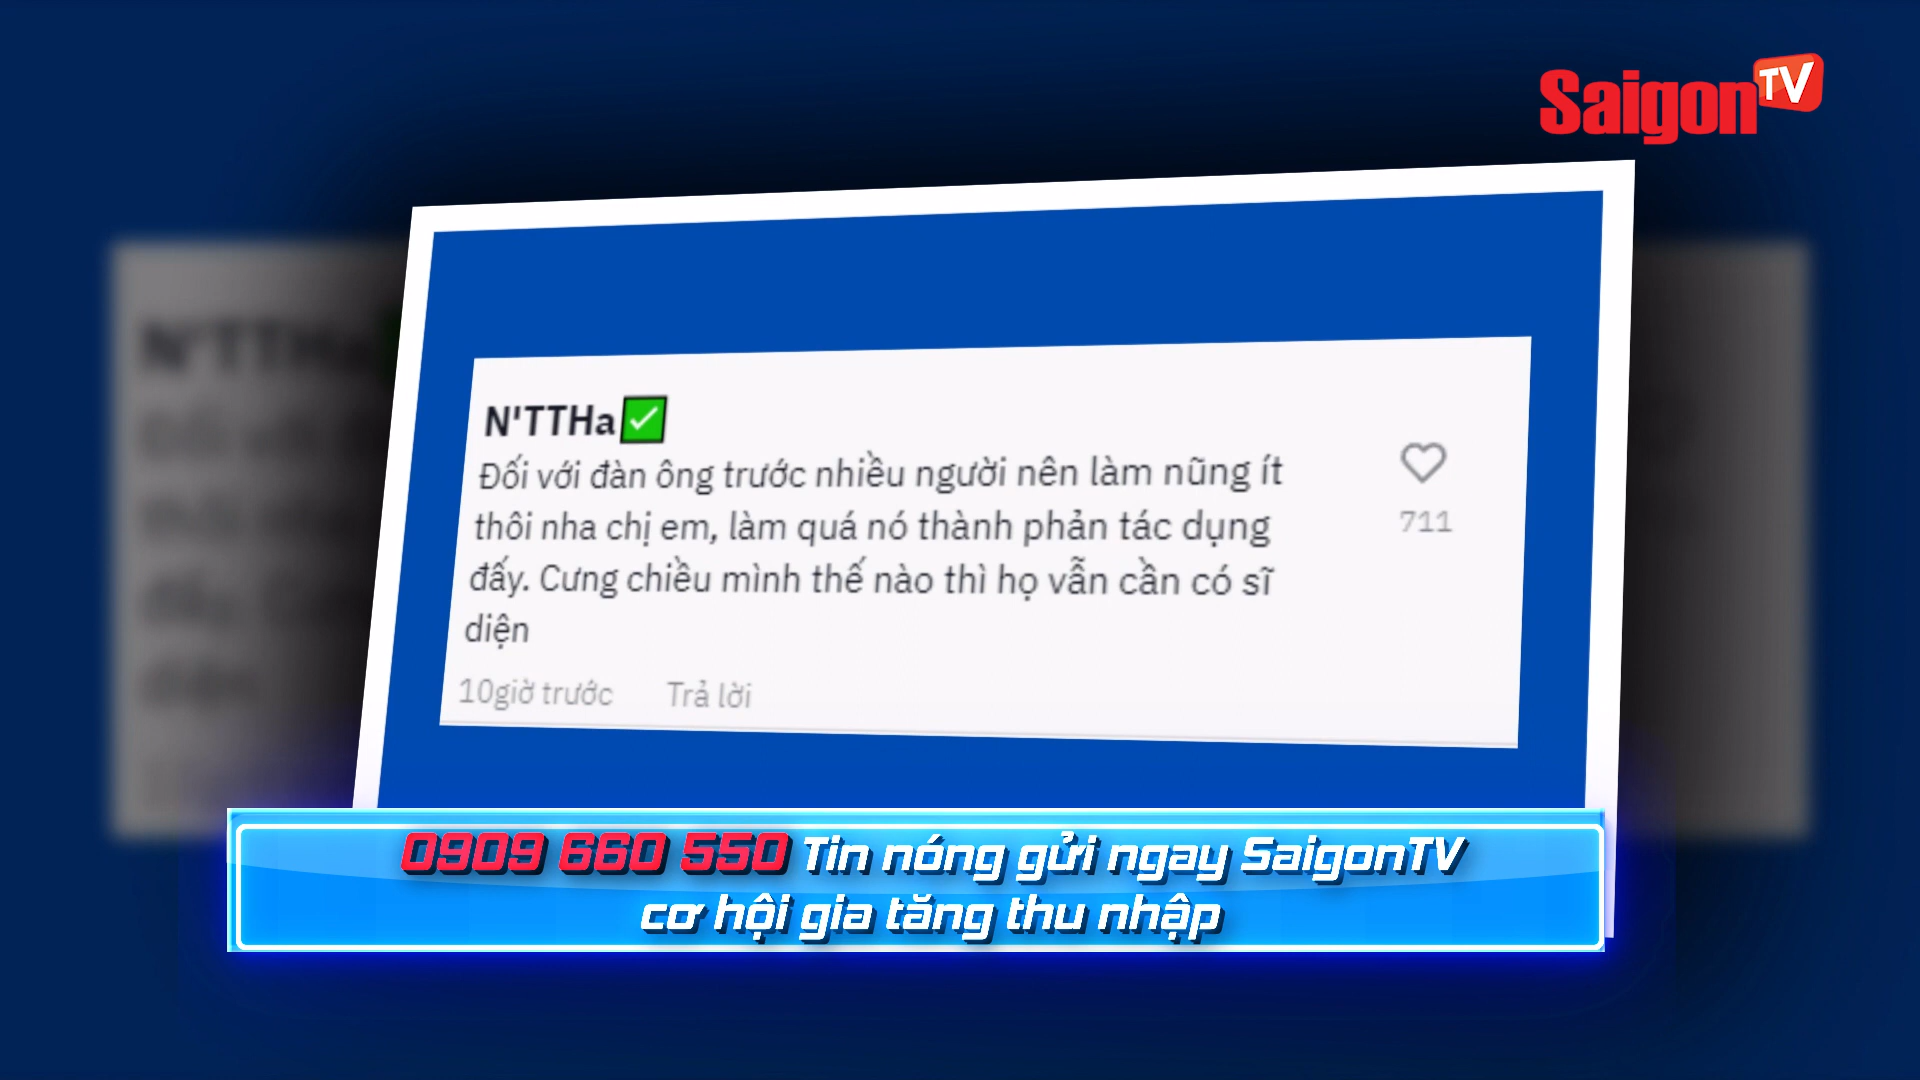 Saigon TV
N'TTHa
Đối với đàn ông trước nhiều người nên làm nũng ít
thôi nha chị em, làm quá nó thành phản tác dụng
đấy. Cưng chiều mình thế nào thì họ vẫn cần có sĩ
diện
711
10giờ trước Trả lời
0909 660 550 Tin nóng gửi ngay SaigonTV
cơ hội gia tăng thu nhập